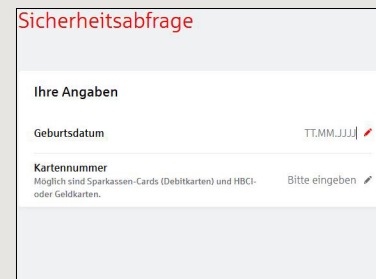 Sicherheitsabfrage
Ihre Angaben
Geburtsdatum TT.MM.JJJJ
Kartennummer
Möglich sind Sparkassen-Cards (Debitkarten) und HBCI-
oder Geldkarten.
Bitte eingeben